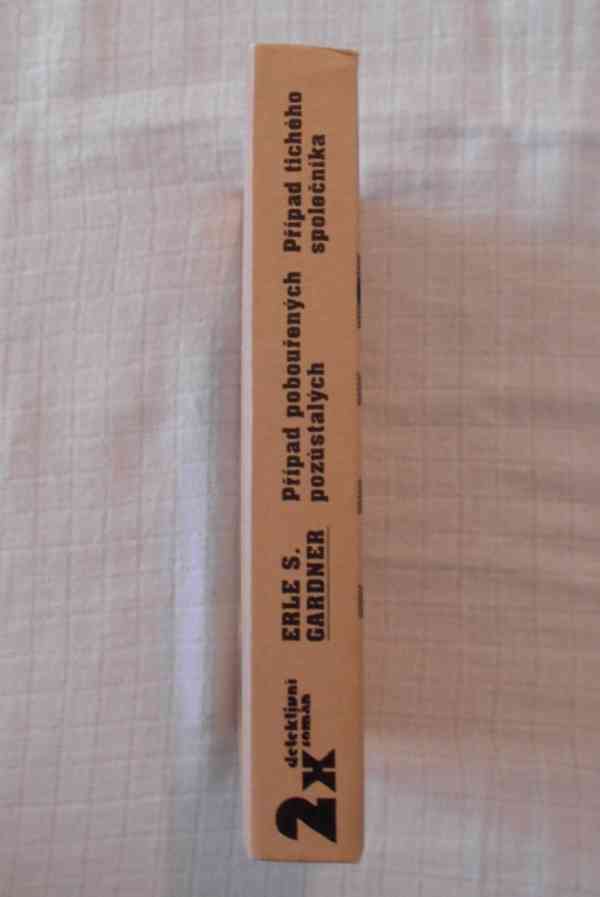 2x
detektivní
román
ERLE S.
GARDNER
Případ pobouřených
pozůstalých
Případ tichého
společníka